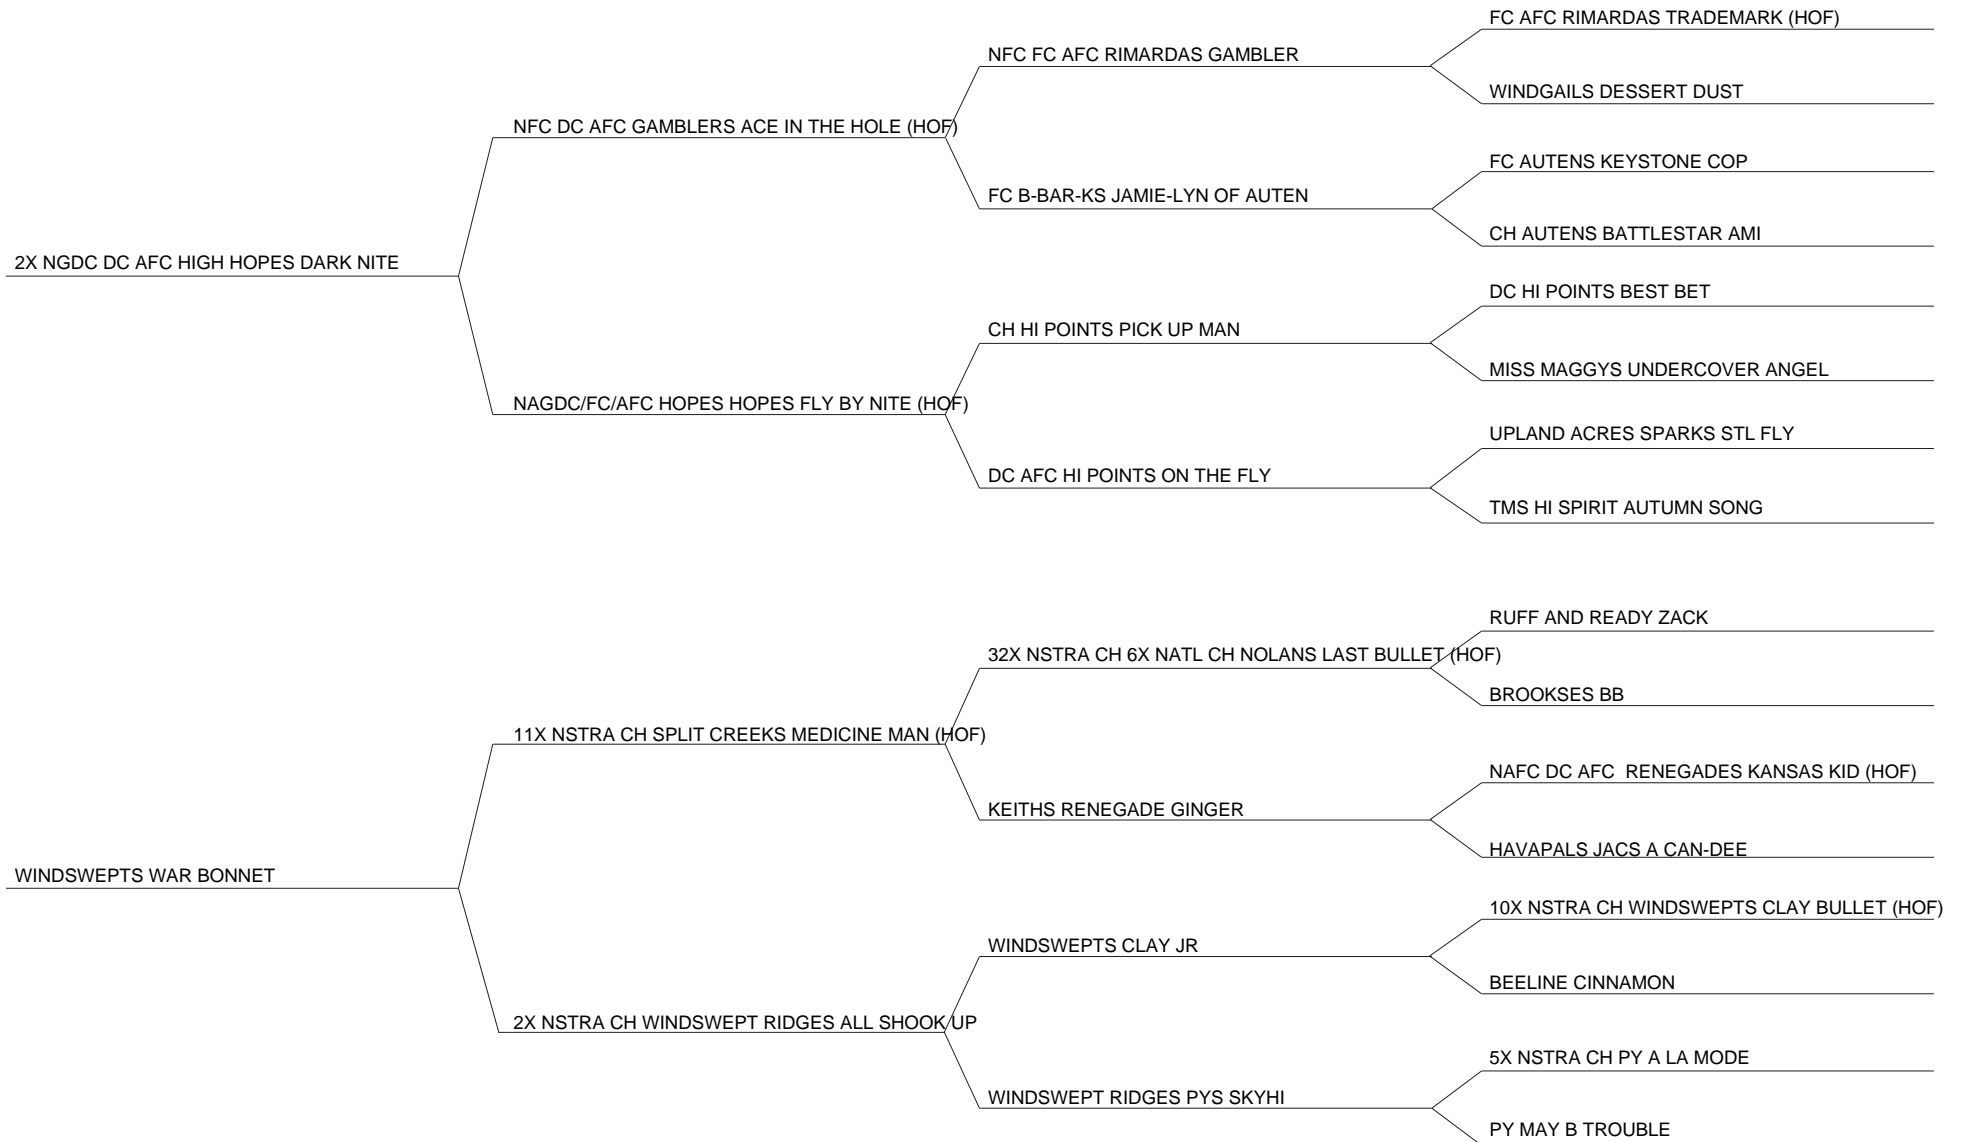 FC AFC RIMARDAS TRADEMARK (HOF)
NFC FC AFC RIMARDAS GAMBLER
WINDGAILS DESSERT DUST
NFC DC AFC GAMBLERS ACE IN THE HOLE (HOF)
FC AUTENS KEYSTONE COP
FC B-BAR-KS JAMIE-LYN OF AUTEN
CH AUTENS BATTLESTAR AMI
2X NGDC DC AFC HIGH HOPES DARK NITE
DC HI POINTS BEST BET
CH HI POINTS PICK UP MAN
MISS MAGGYS UNDERCOVER ANGEL
NAGDC/FC/AFC HOPES HOPES FLY BY NITE (HOF)
UPLAND ACRES SPARKS STL FLY
DC AFC HI POINTS ON THE FLY
TMS HI SPIRIT AUTUMN SONG
RUFF AND READY ZACK
32X NSTRA CH 6X NATL CH NOLANS LAST BULLET (HOF)
BROOKSES BB
11X NSTRA CH SPLIT CREEKS MEDICINE MAN (HOF)
NAFC DC AFC  RENEGADES KANSAS KID (HOF)
KEITHS RENEGADE GINGER
HAVAPALS JACS A CAN-DEE
WINDSWEPTS WAR BONNET
10X NSTRA CH WINDSWEPTS CLAY BULLET (HOF)
WINDSWEPTS CLAY JR
BEELINE CINNAMON
2X NSTRA CH WINDSWEPT RIDGES ALL SHOOK UP
5X NSTRA CH PY A LA MODE
WINDSWEPT RIDGES PYS SKYHI
PY MAY B TROUBLE